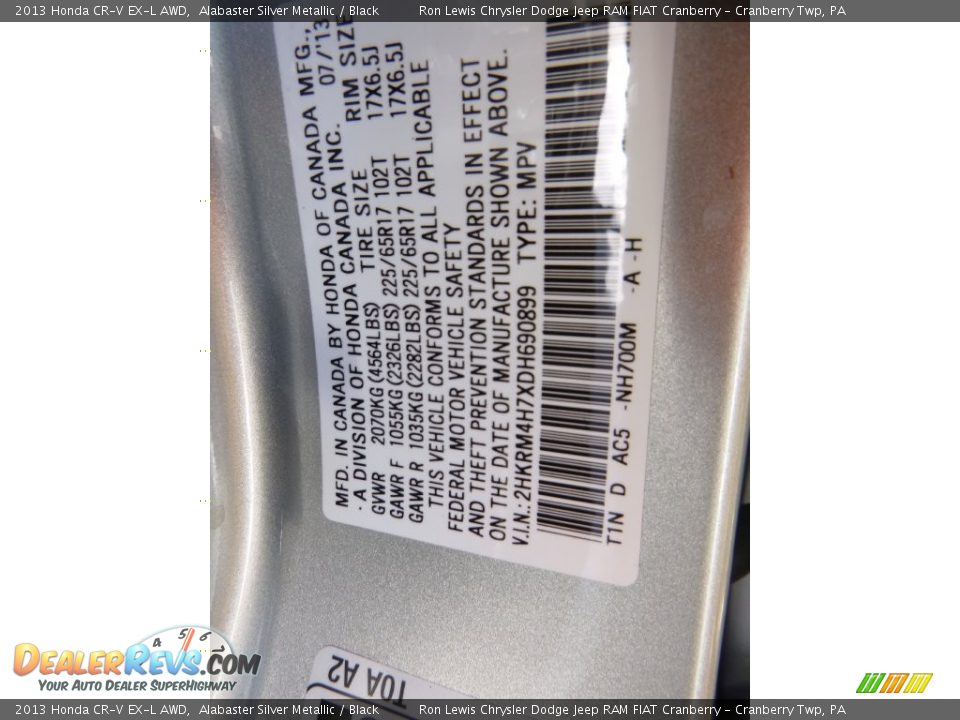 2013 Honda CR-V EX-L AWD, Alabaster Silver Metallic / Black Ron Lewis Chrysler Dodge Jeep RAM FIAT Cranberry - Cranberry Twp, PA
MFD. IN CANADA BY HONDA OF CANADA MFG.,
· A DIVISION OF HONDA CANADA INC. 07/'13
GVWR 2070KG(4564LBS) TIRE SIZE RIM SIZE
GAWR F 1055KG(2326LBS) 225/65R17 102T 17X6.5J
GAWR R 1035KG(2282LBS) 225/65R17 102T 17X6.5J
THIS VEHICLE CONFORMS TO ALL APPLICABLE
FEDERAL MOTOR VEHICLE SAFETY
AND THEFT PREVENTION STANDARDS IN EFFECT
ON THE DATE OF MANUFACTURE SHOWN ABOVE.
V.I.N.:2HKRM4H7XDH690899 TYPE: MPV
T1N D AC5 -NH700M -A -H
T0A A2
4 5 6
DealerRevs.com
Your Auto Dealer SuperHighway
2013 Honda CR-V EX-L AWD, Alabaster Silver Metallic / Black Ron Lewis Chrysler Dodge Jeep RAM FIAT Cranberry - Cranberry Twp, PA